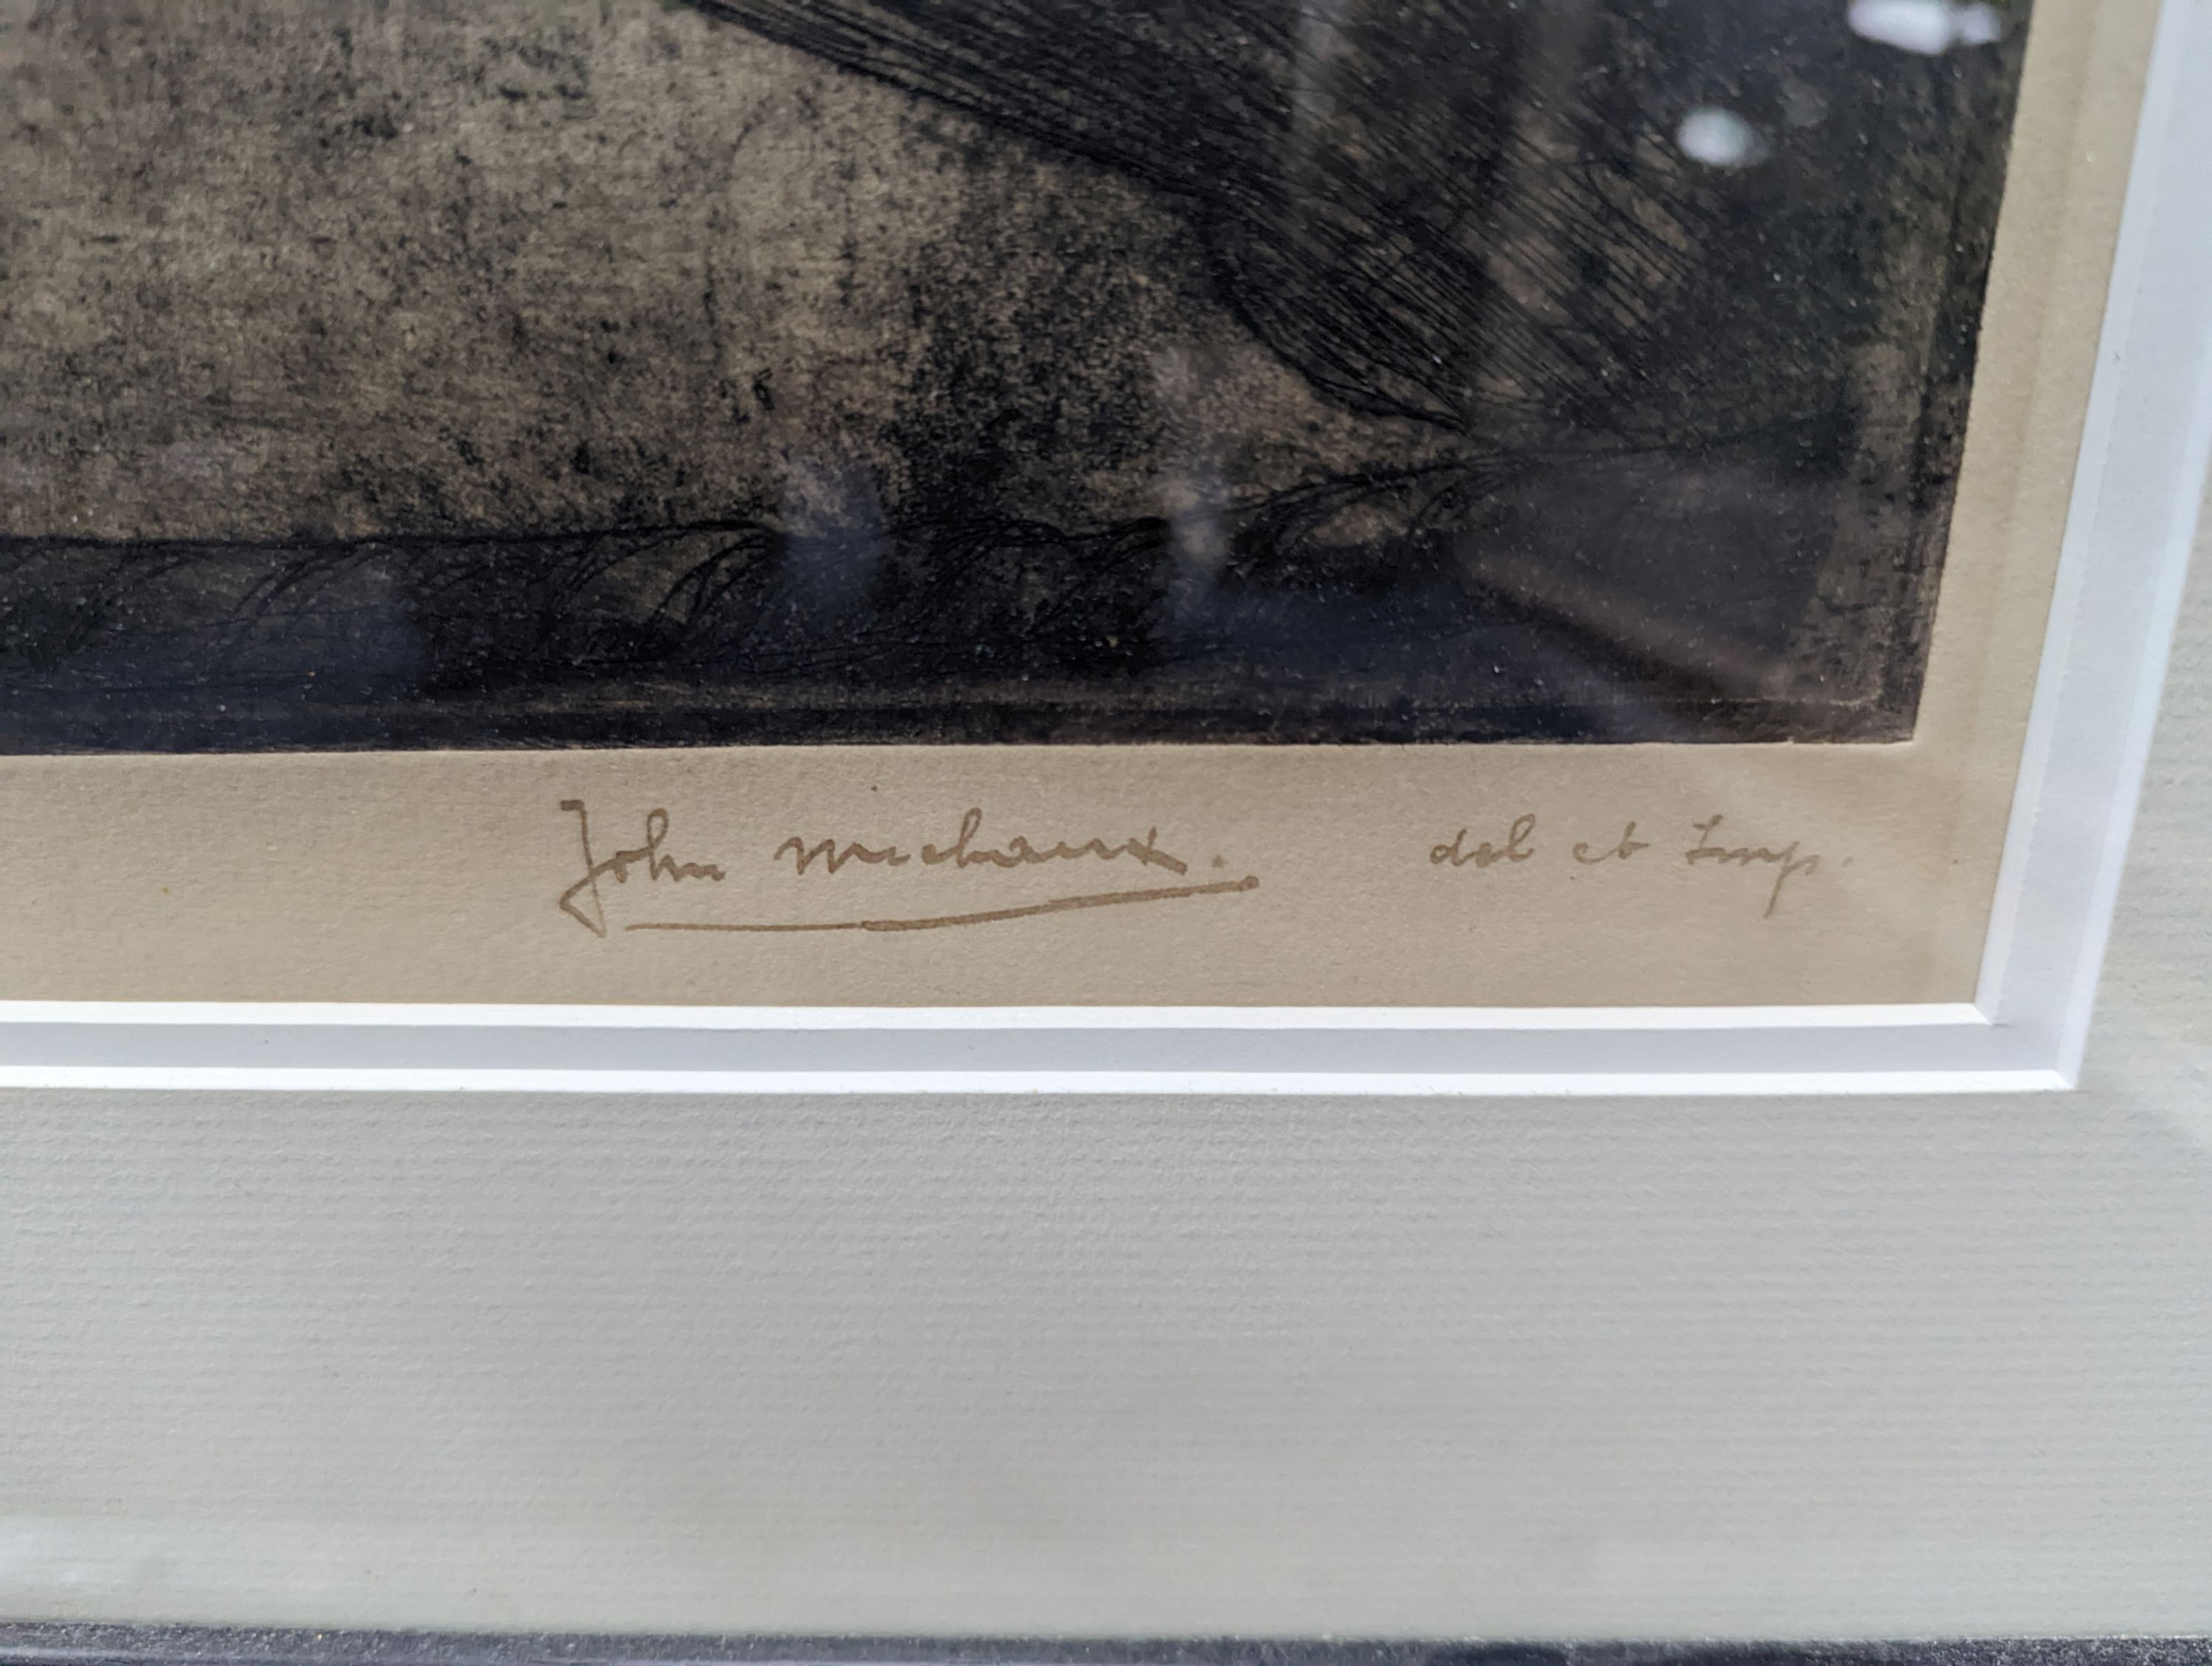 John Michaux. del et Imp.